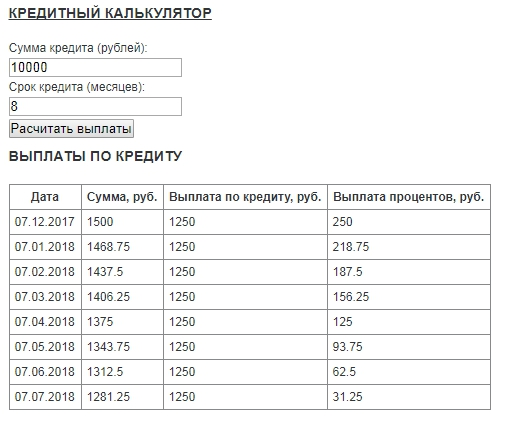 КРЕДИТНЫЙ КАЛЬКУЛЯТОР
Сумма кредита (рублей):
10000
Срок кредита (месяцев):
8
Расчитать выплаты
ВЫПЛАТЫ ПО КРЕДИТУ
Дата Сумма, руб. Выплата по кредиту, руб. Выплата процентов, руб.
07.12.2017 1500 1250 250
07.01.2018 1468.75 1250 218.75
07.02.2018 1437.5 1250 187.5
07.03.2018 1406.25 1250 156.25
07.04.2018 1375 1250 125
07.05.2018 1343.75 1250 93.75
07.06.2018 1312.5 1250 62.5
07.07.2018 1281.25 1250 31.25